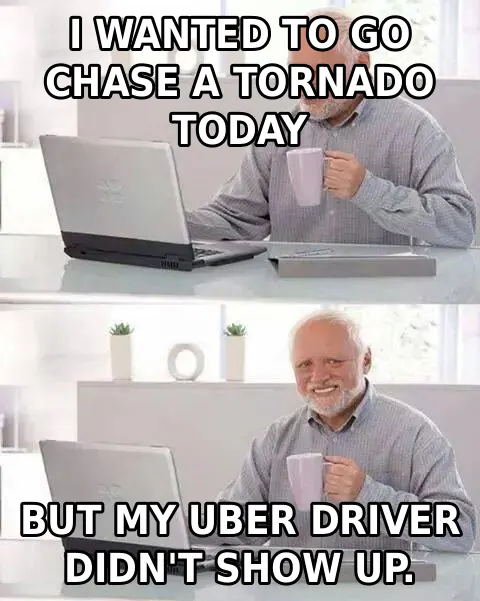 I WANTED TO GO
CHASE A TORNADO
TODAY
BUT MY UBER DRIVER
DIDN'T SHOW UP.